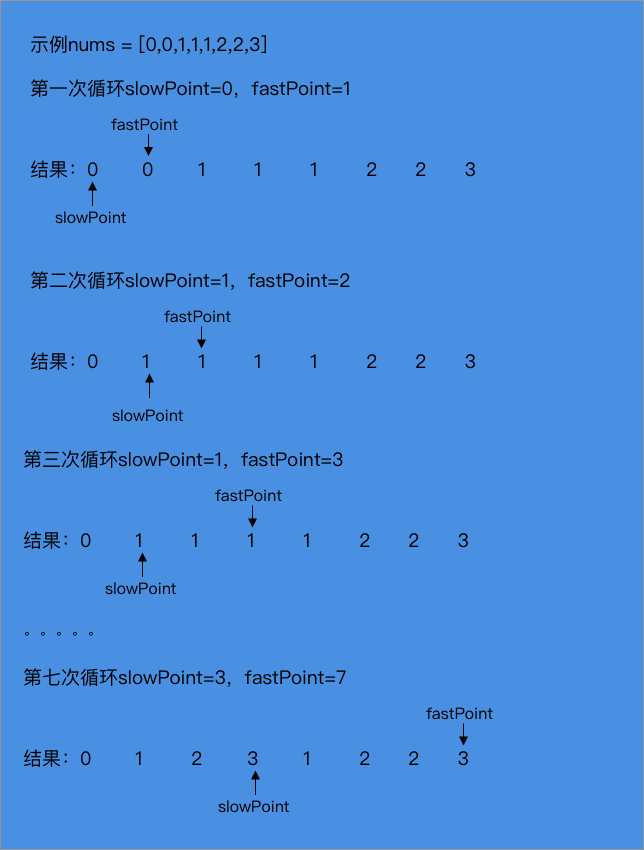 示例nums = [0,0,1,1,1,2,2,3]
第一次循环slowPoint=0，fastPoint=1
fastPoint
结果：0 0 1 1 1 2 2 3
slowPoint
第二次循环slowPoint=1，fastPoint=2
fastPoint
结果：0 1 1 1 1 2 2 3
slowPoint
第三次循环slowPoint=1，fastPoint=3
fastPoint
结果：0 1 1 1 1 2 2 3
slowPoint
。。。。。
第七次循环slowPoint=3，fastPoint=7
fastPoint
结果：0 1 2 3 1 2 2 3
slowPoint